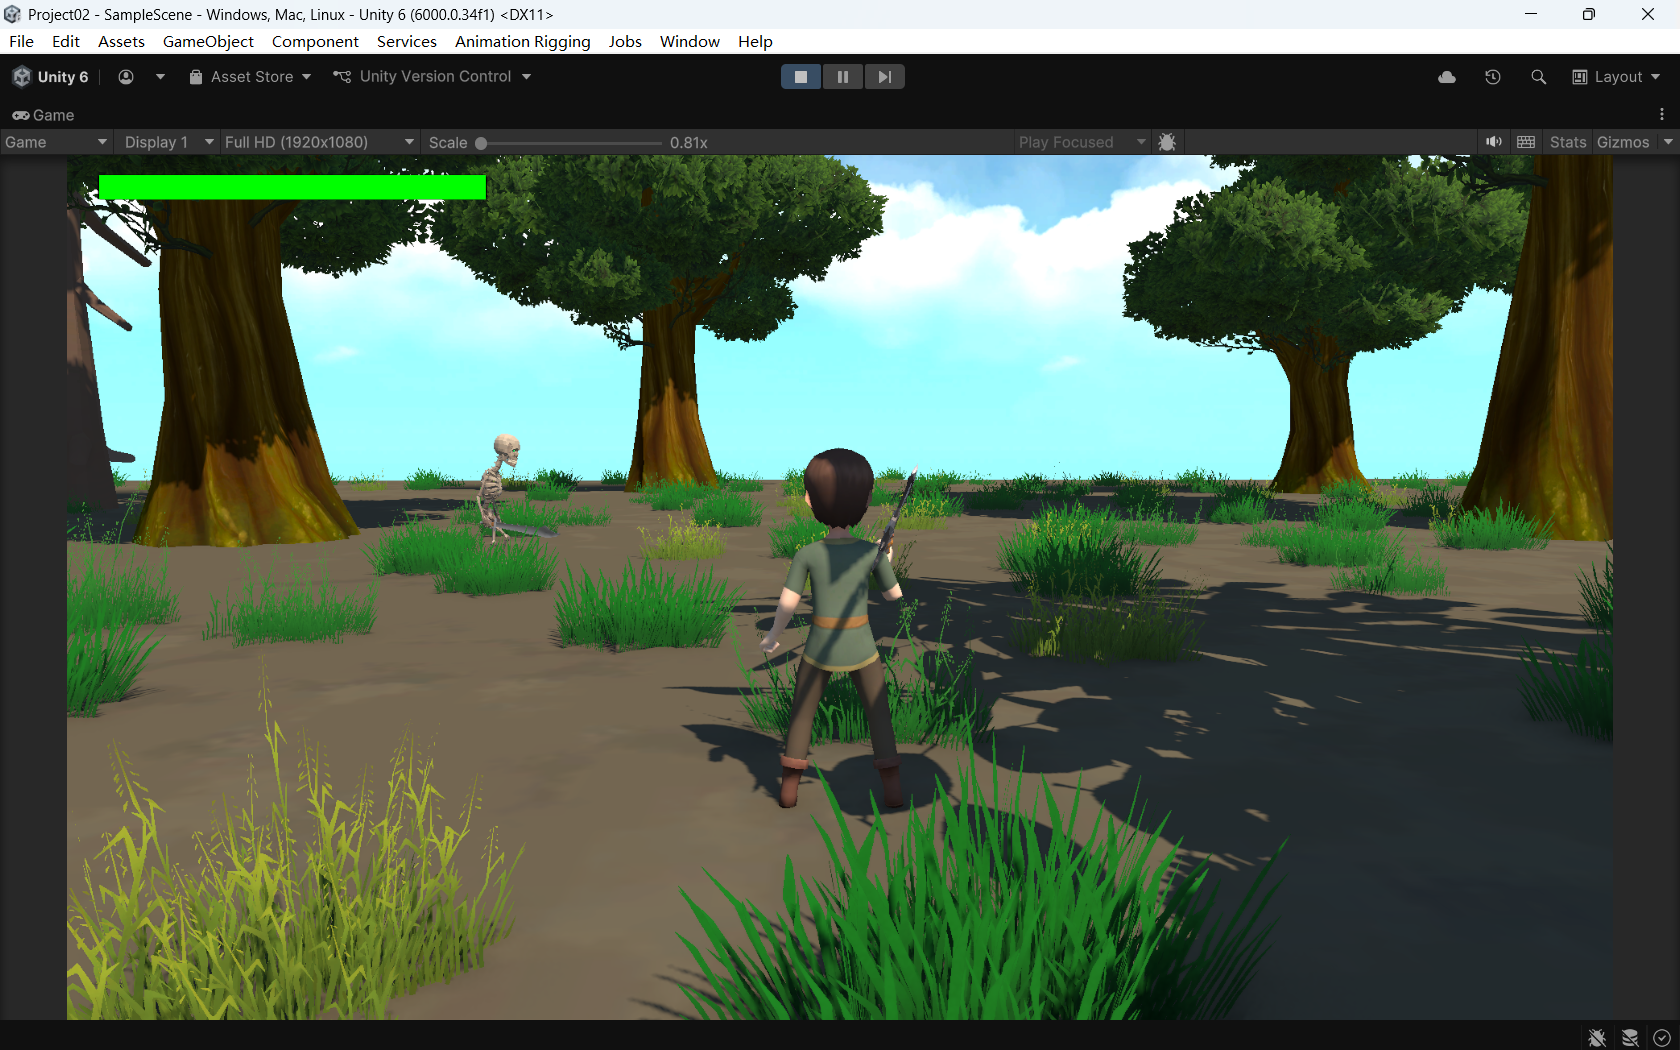 Project02 - SampleScene - Windows, Mac, Linux - Unity 6 (6000.0.34f1) <DX11>
File Edit Assets GameObject Component Services Animation Rigging Jobs Window Help
Unity 6 Asset Store Unity Version Control Layout
Game
Game Display 1 Full HD (1920x1080) Scale 0.81x Play Focused Stats Gizmos